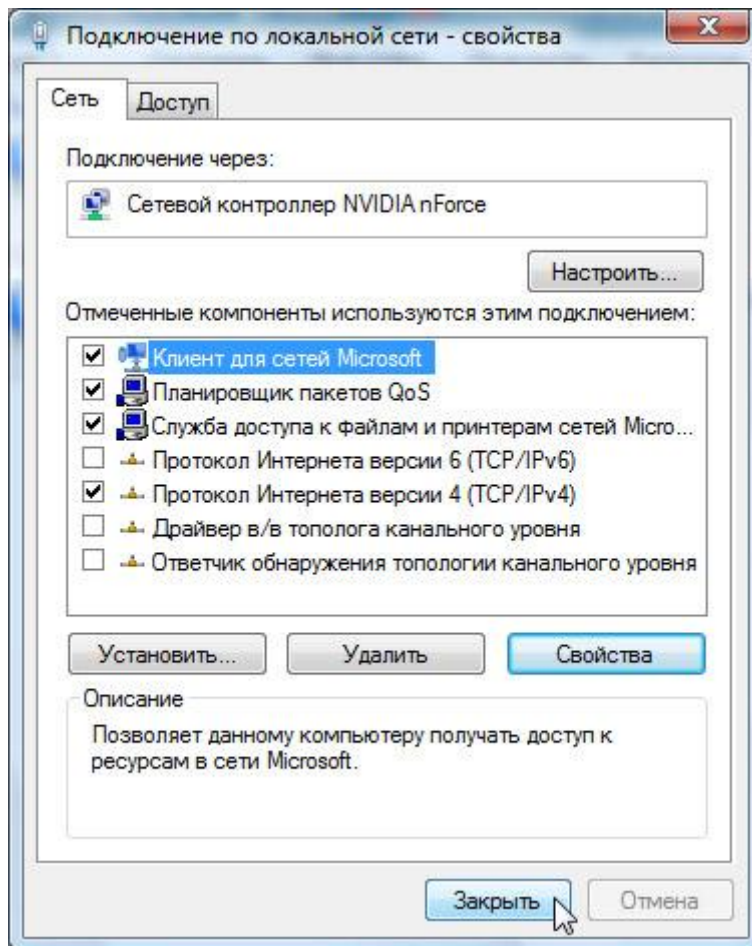 Подключение по локальной сети - свойства
Сеть
Доступ
Подключение через:
Сетевой контроллер NVIDIA nForce
Настроить...
Отмеченные компоненты используются этим подключением:
Клиент для сетей Microsoft
Планировщик пакетов QoS
Служба доступа к файлам и принтерам сетей Micro...
Протокол Интернета версии 6 (TCP/IPv6)
Протокол Интернета версии 4 (TCP/IPv4)
Драйвер в/в тополога канального уровня
Ответчик обнаружения топологии канального уровня
Установить...
Удалить
Свойства
Описание
Позволяет данному компьютеру получать доступ к
ресурсам в сети Microsoft.
Закрыть
Отмена